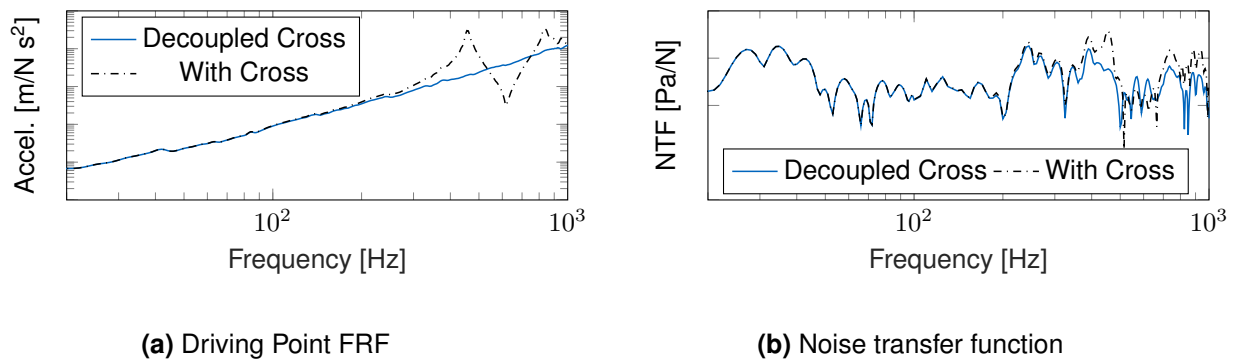 Accel. [m/N s²]
Decoupled Cross
With Cross
10² 10³
Frequency [Hz]
(a) Driving Point FRF
NTF [Pa/N]
Decoupled Cross With Cross
10² 10³
Frequency [Hz]
(b) Noise transfer function